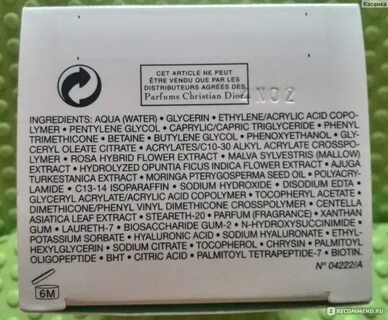 Касанка
CET ARTICLE NE PEUT
ÊTRE VENDU QUE PAR LES
DISTRIBUTEURS AGRÉÉS DES
Parfums Christian Dior
INGREDIENTS: AQUA (WATER) • GLYCERIN • ETHYLENE/ACRYLIC ACID COPO-
LYMER • PENTYLENE GLYCOL • CAPRYLIC/CAPRIC TRIGLYCERIDE • PHENYL
TRIMETHICONE • BETAINE • BUTYLENE GLYCOL • PHENOXYETHANOL • GLY-
CERYL OLEATE CITRATE • ACRYLATES/C10-30 ALKYL ACRYLATE CROSSPO-
LYMER • ROSA HYBRID FLOWER EXTRACT • MALVA SYLVESTRIS (MALLOW)
EXTRACT • HYDROLYZED OPUNTIA FICUS INDICA FLOWER EXTRACT • AJUGA
TURKESTANICA EXTRACT • MORINGA PTERYGOSPERMA SEED OIL • POLYACRY-
LAMIDE • C13-14 ISOPARAFFIN • SODIUM HYDROXIDE • DISODIUM EDTA •
GLYCERYL ACRYLATE/ACRYLIC ACID COPOLYMER • TOCOPHERYL ACETATE •
DIMETHICONE/PHENYL VINYL DIMETHICONE CROSSPOLYMER • CENTELLA
ASIATICA LEAF EXTRACT • STEARETH-20 • PARFUM (FRAGRANCE) • XANTHAN
GUM • LAURETH-7 • BIOSACCHARIDE GUM-2 • N-HYDROXYSUCCINIMIDE •
POTASSIUM SORBATE • HYALURONIC ACID • SODIUM HYALURONATE • ETHYL-
HEXYLGLYCERIN • SODIUM CITRATE • TOCOPHEROL • CHRYSIN • PALMITOYL
OLIGOPEPTIDE • BHT • CITRIC ACID • PALMITOYL TETRAPEPTIDE-7 • BIOTIN.
N° 04222/A
6M
RECOMMEND.RU